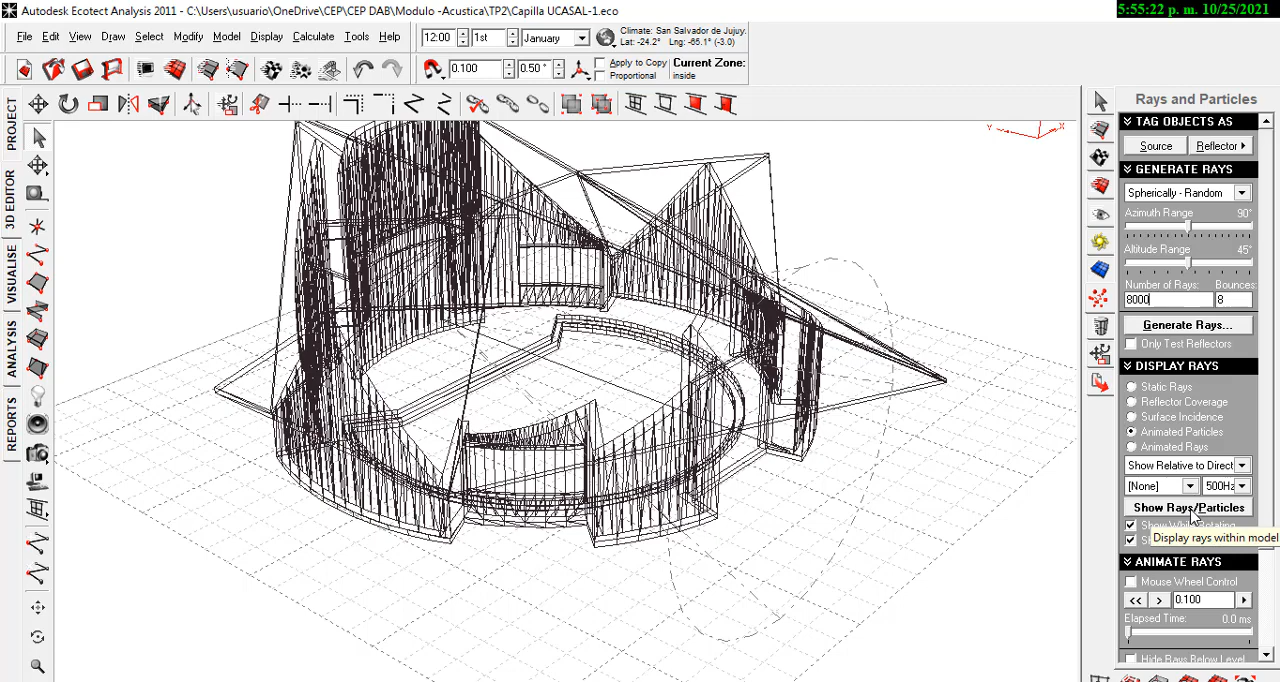 Autodesk Ecotect Analysis 2011 - C:\Users\usuario\OneDrive\CEP\CEP DAB\Modulo -Acustica\TP2\Capilla UCASAL-1.eco
5:55:22 p. m. 10/25/2021
File Edit View Draw Select Modify Model Display Calculate Tools Help
12:00 1st January
Climate: San Salvador de Jujuy.
Lat: -24.2° Lng: -65.1° (-3.0)
0.100 0.50 °
Apply to Copy
Proportional
Current Zone:
inside
PROJECT
3D EDITOR
VISUALISE
ANALYSIS
REPORTS
Y X
Rays and Particles
TAG OBJECTS AS
Source Reflector
GENERATE RAYS
Spherically - Random
Azimuth Range 90°
Altitude Range 45°
Number of Rays: Bounces:
8000 8
Generate Rays...
Only Test Reflectors
DISPLAY RAYS
Static Rays
Reflector Coverage
Surface Incidence
Animated Particles
Animated Rays
Show Relative to Direct
[None] 500Hz
Show Rays/Particles
Show While Rotating
Display rays within model
ANIMATE RAYS
Mouse Wheel Control
<< > 0.100
Elapsed Time: 0.0 ms
Hide Rays Below Level